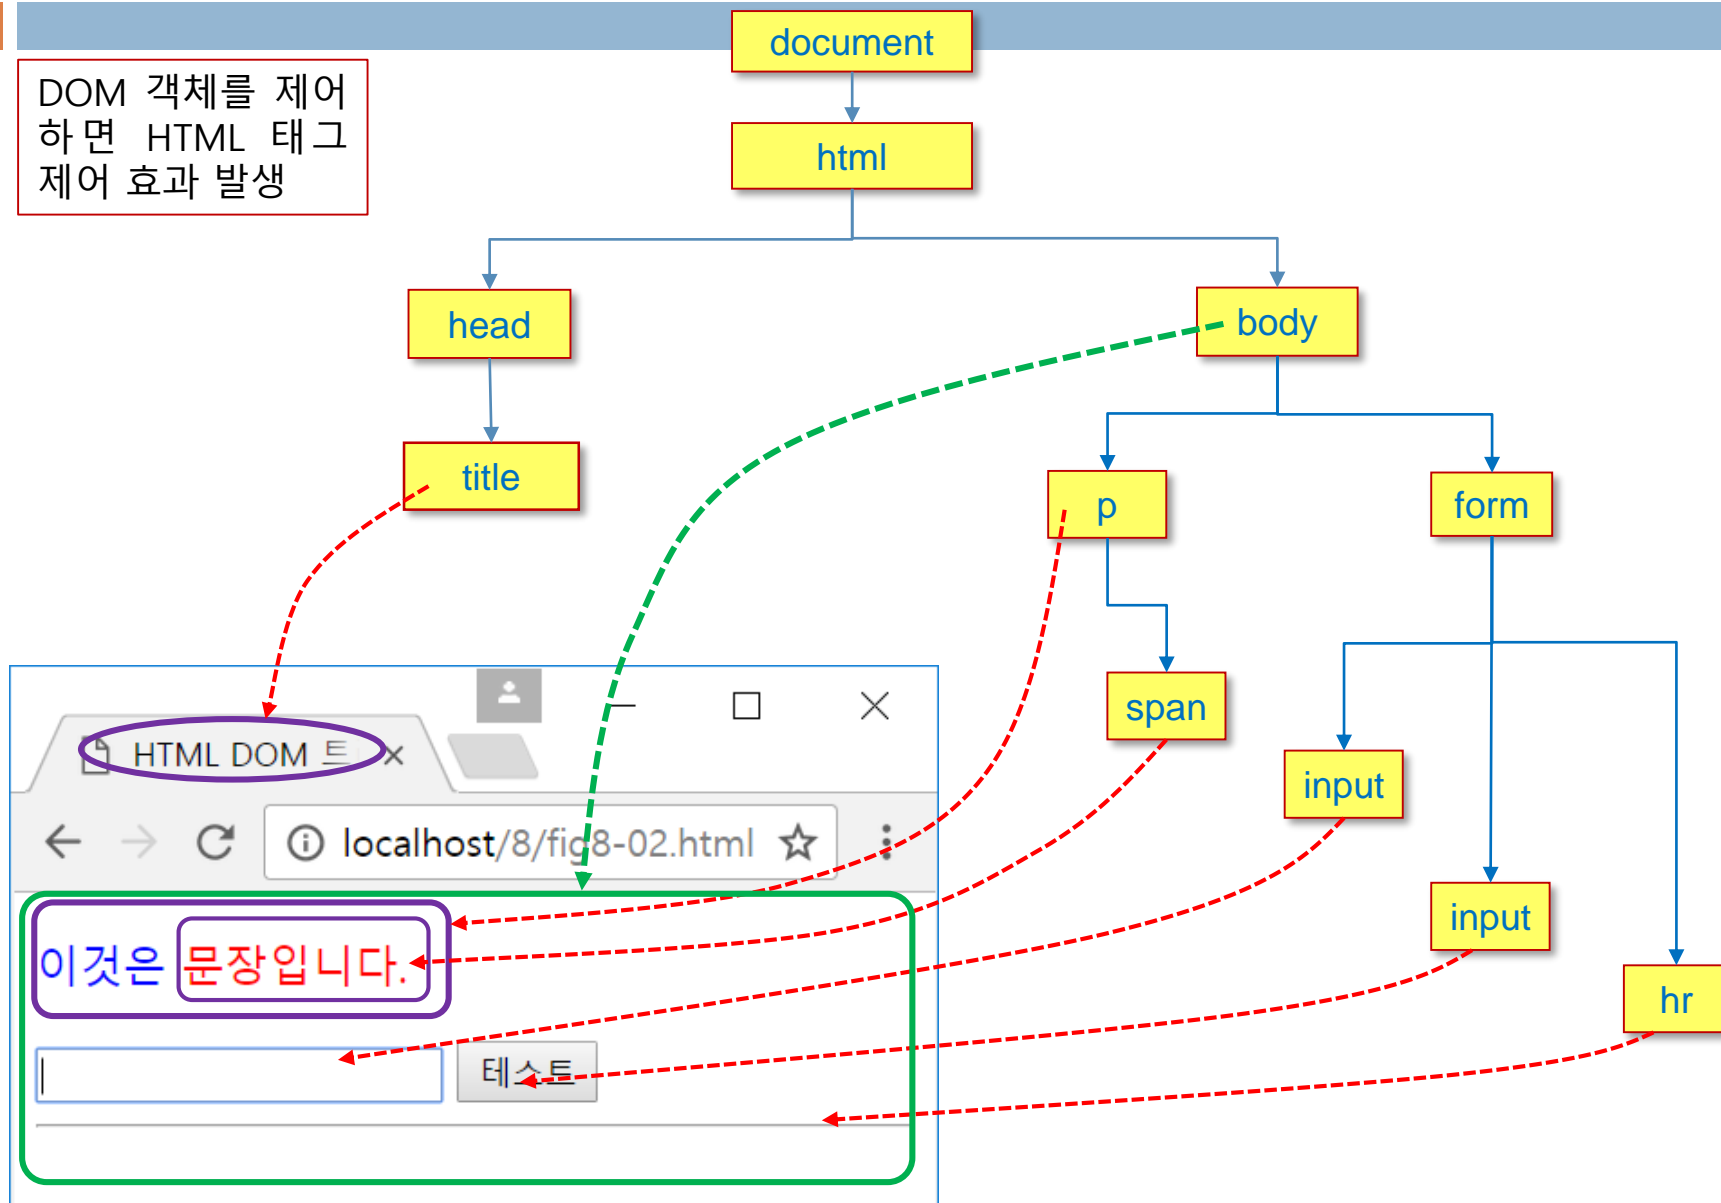 document
DOM 객체를 제어
하면 HTML 태그
제어 효과 발생
html
head
body
title
p
form
span
input
input
hr
HTML DOM 트
localhost/8/fig8-02.html
이것은 문장입니다.
테스트